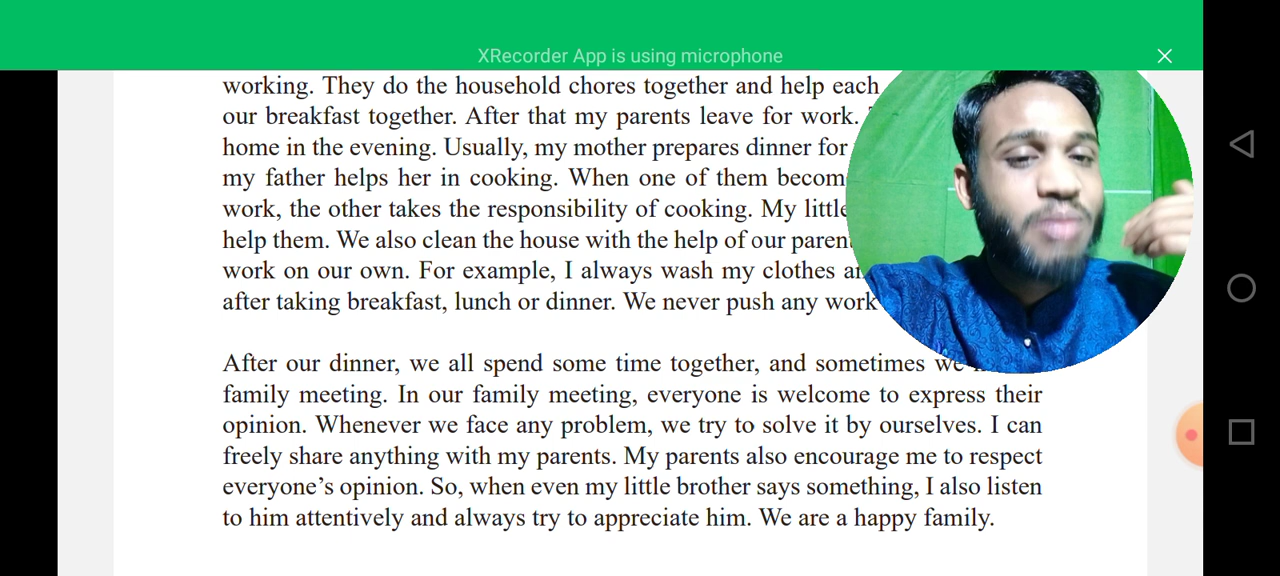 XRecorder App is using microphone
working. They do the household chores together and help each
our breakfast together. After that my parents leave for work.
home in the evening. Usually, my mother prepares dinner for
my father helps her in cooking. When one of them
work, the other takes the responsibility of cooking. My little
help them. We also clean the house with the help of our
work on our own. For example, I always wash my clothes
after taking breakfast, lunch or dinner. We never push any work
After our dinner, we all spend some time together, and sometimes we
family meeting. In our family meeting, everyone is welcome to express their
opinion. Whenever we face any problem, we try to solve it by ourselves. I can
freely share anything with my parents. My parents also encourage me to respect
everyone’s opinion. So, when even my little brother says something, I also listen
to him attentively and always try to appreciate him. We are a happy family.